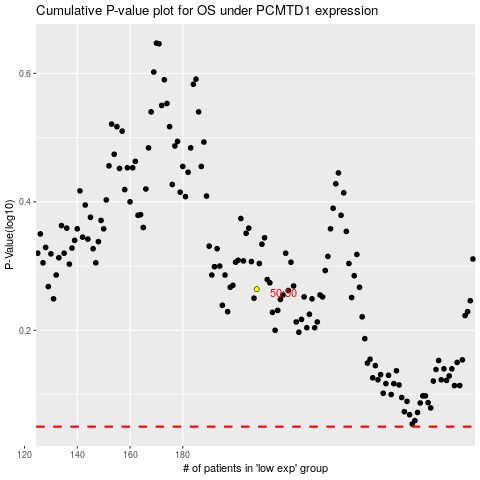 Cumulative P-value plot for OS under PCMTD1 expression
P-Value(log10)
0.6
0.4
0.2
50:50
120 140 160 180
# of patients in 'low exp' group